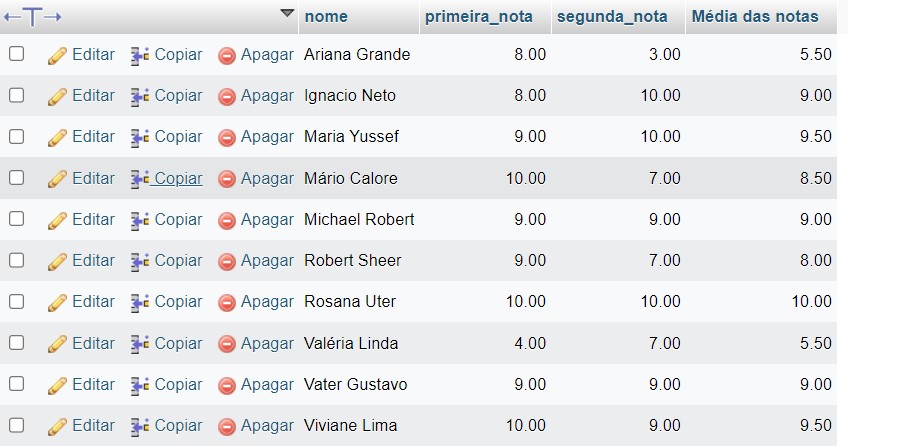 nome primeira_nota segunda_nota Média das notas
Editar Copiar Apagar Ariana Grande 8.00 3.00 5.50
Editar Copiar Apagar Ignacio Neto 8.00 10.00 9.00
Editar Copiar Apagar Maria Yussef 9.00 10.00 9.50
Editar Copiar Apagar Mário Calore 10.00 7.00 8.50
Editar Copiar Apagar Michael Robert 9.00 9.00 9.00
Editar Copiar Apagar Robert Sheer 9.00 7.00 8.00
Editar Copiar Apagar Rosana Uter 10.00 10.00 10.00
Editar Copiar Apagar Valéria Linda 4.00 7.00 5.50
Editar Copiar Apagar Vater Gustavo 9.00 9.00 9.00
Editar Copiar Apagar Viviane Lima 10.00 9.00 9.50